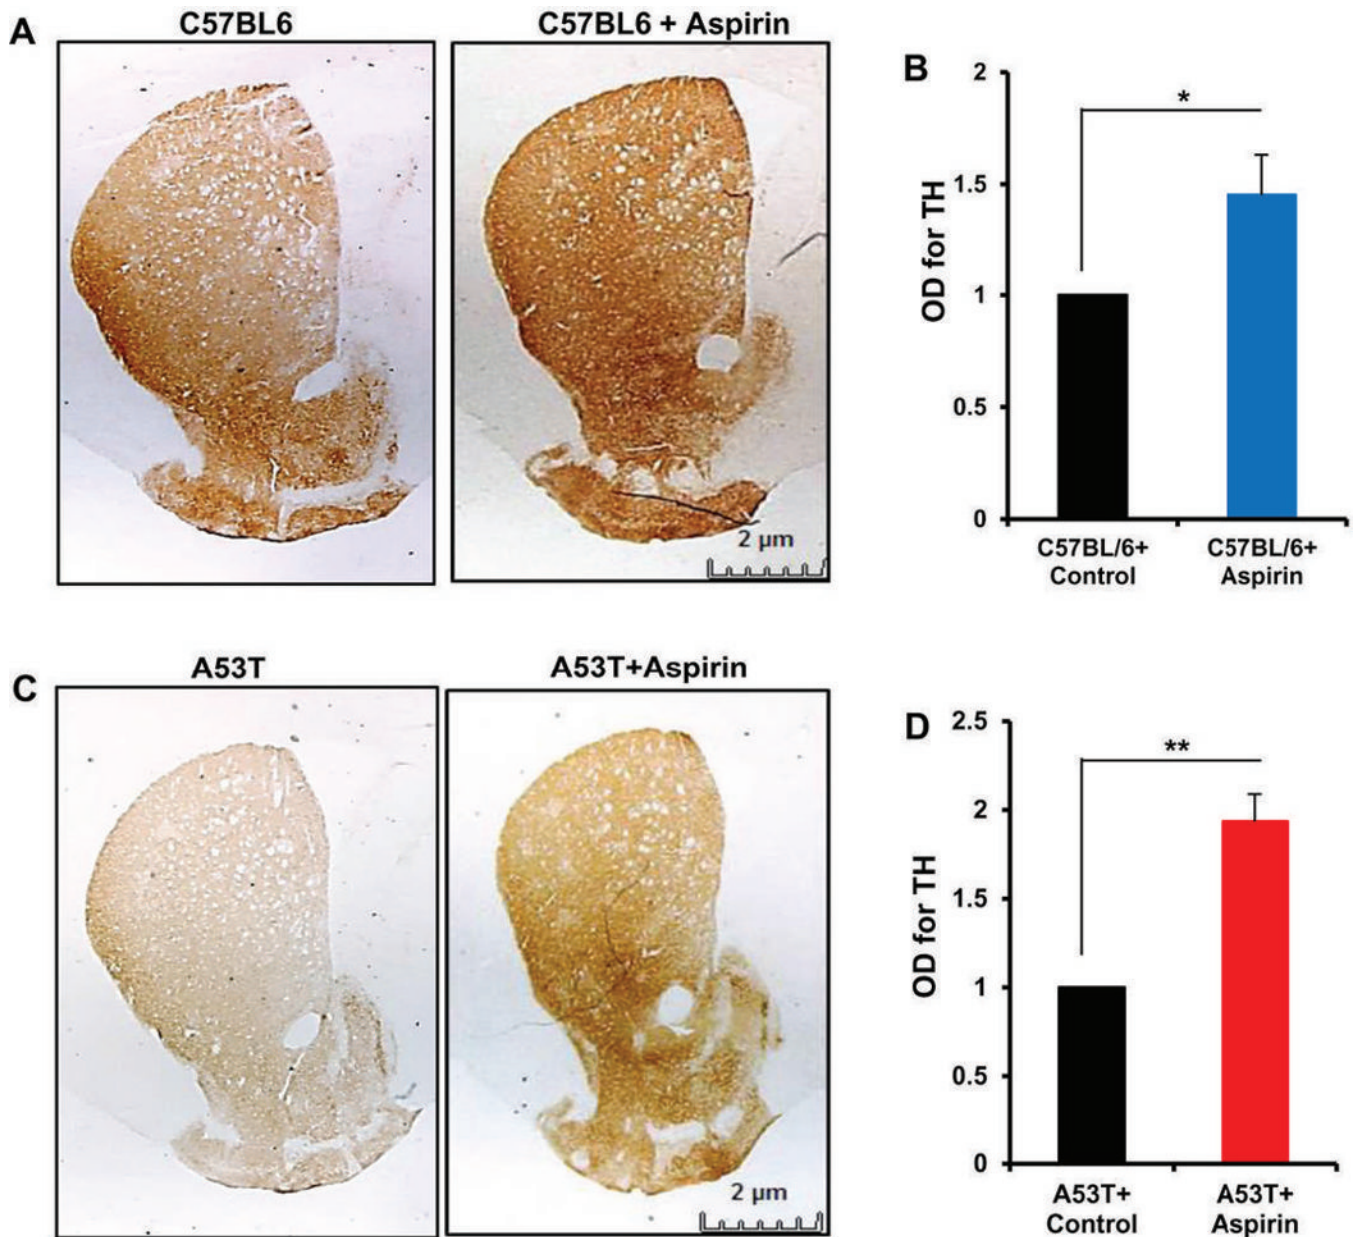 A
C57BL6
C57BL6 + Aspirin
2 µm
B
OD for TH
2
1.5
1
0.5
0
*
C57BL/6+
Control
C57BL/6+
Aspirin
C
A53T
A53T+Aspirin
2 µm
D
OD for TH
2.5
2
1.5
1
0.5
0
**
A53T+
Control
A53T+
Aspirin